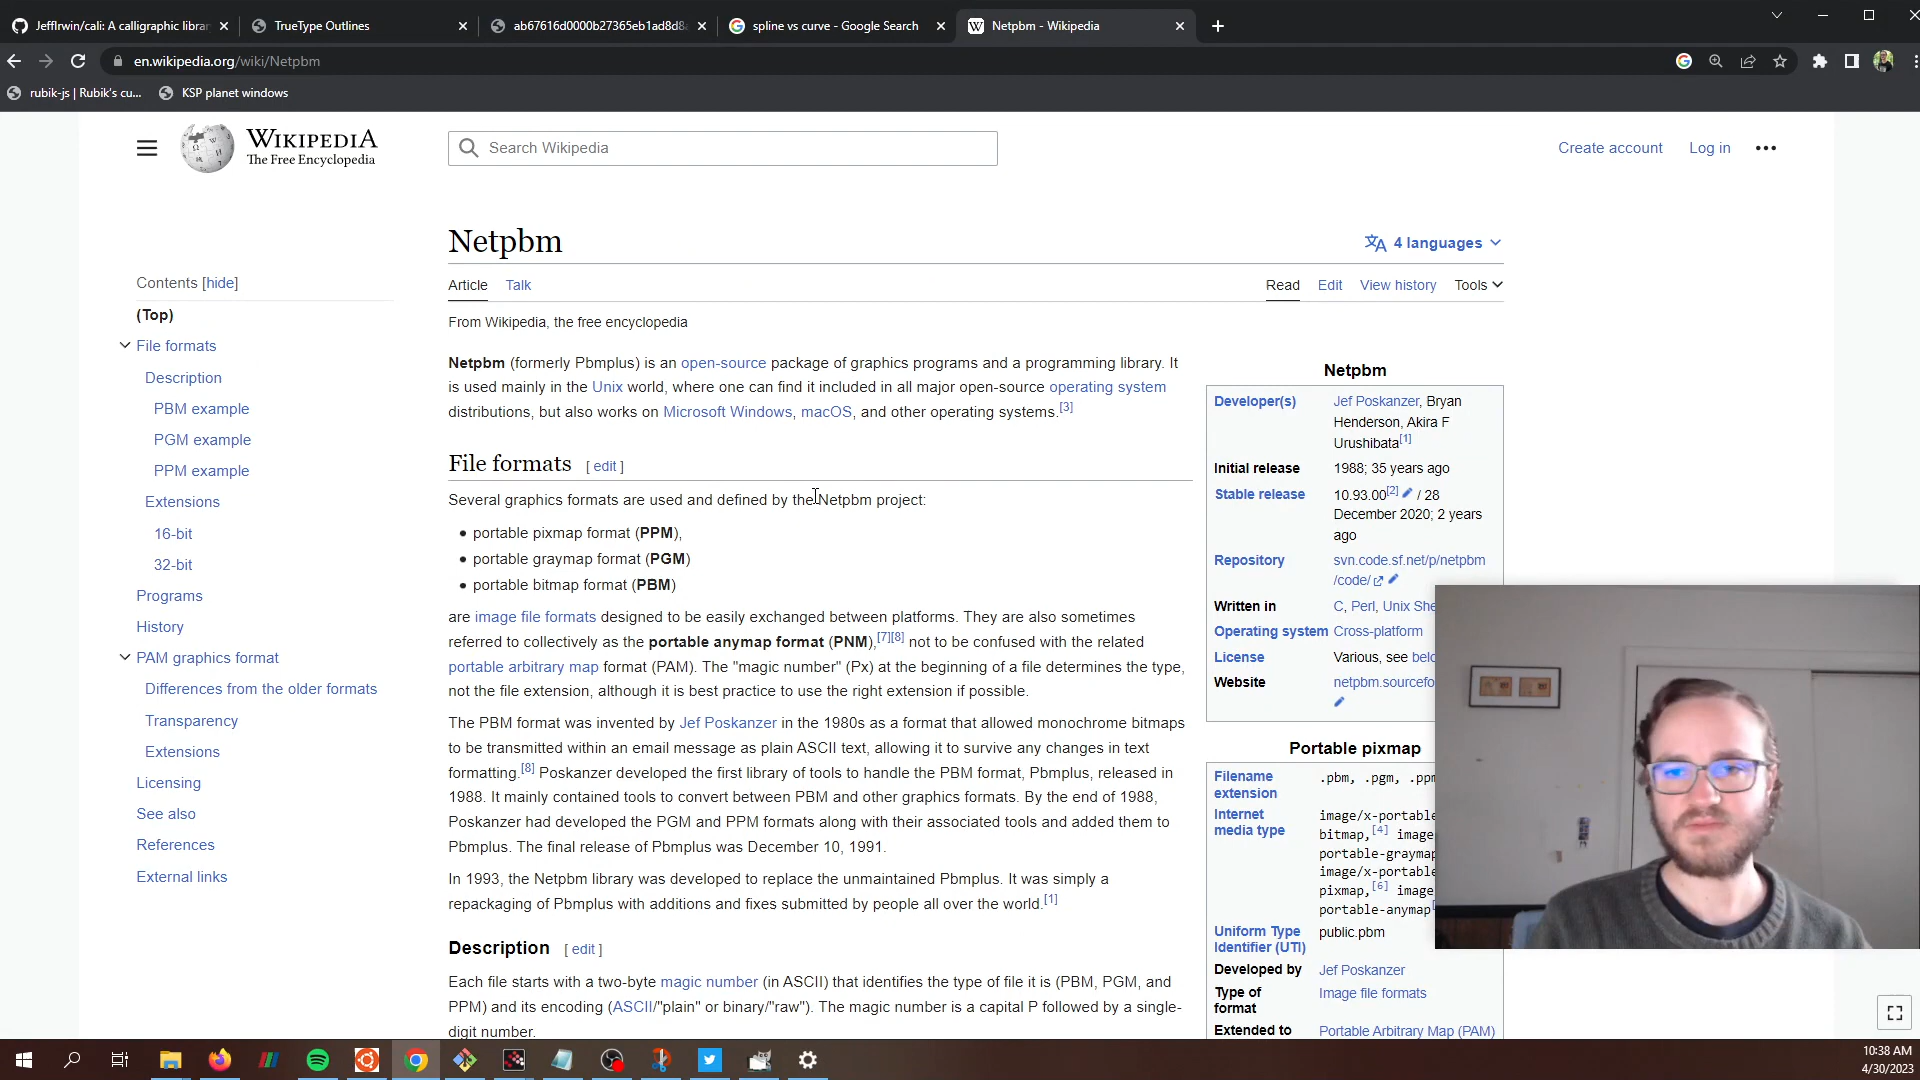 JeffIrwin/cali: A calligraphic librar
TrueType Outlines
ab67616d0000b27365eb1ad8d8a
spline vs curve - Google Search
Netpbm - Wikipedia
en.wikipedia.org/wiki/Netpbm
rubik-js | Rubik's cu...
KSP planet windows
WIKIPEDIA
The Free Encyclopedia
Search Wikipedia
Create account
Log in
Netpbm
4 languages
Article
Talk
Read
Edit
View history
Tools
From Wikipedia, the free encyclopedia
Contents [hide]
(Top)
File formats
Description
PBM example
PGM example
PPM example
Extensions
16-bit
32-bit
Programs
History
PAM graphics format
Differences from the older formats
Transparency
Extensions
Licensing
See also
References
External links
Netpbm (formerly Pbmplus) is an open-source package of graphics programs and a programming library. It
is used mainly in the Unix world, where one can find it included in all major open-source operating system
distributions, but also works on Microsoft Windows, macOS, and other operating systems.[3]
File formats [ edit ]
Several graphics formats are used and defined by the Netpbm project:
• portable pixmap format (PPM),
• portable graymap format (PGM)
• portable bitmap format (PBM)
are image file formats designed to be easily exchanged between platforms. They are also sometimes
referred to collectively as the portable anymap format (PNM),[7][8] not to be confused with the related
portable arbitrary map format (PAM). The "magic number" (Px) at the beginning of a file determines the type,
not the file extension, although it is best practice to use the right extension if possible.
The PBM format was invented by Jef Poskanzer in the 1980s as a format that allowed monochrome bitmaps
to be transmitted within an email message as plain ASCII text, allowing it to survive any changes in text
formatting.[8] Poskanzer developed the first library of tools to handle the PBM format, Pbmplus, released in
1988. It mainly contained tools to convert between PBM and other graphics formats. By the end of 1988,
Poskanzer had developed the PGM and PPM formats along with their associated tools and added them to
Pbmplus. The final release of Pbmplus was December 10, 1991.
In 1993, the Netpbm library was developed to replace the unmaintained Pbmplus. It was simply a
repackaging of Pbmplus with additions and fixes submitted by people all over the world.[1]
Description [ edit ]
Each file starts with a two-byte magic number (in ASCII) that identifies the type of file it is (PBM, PGM, and
PPM) and its encoding (ASCII/"plain" or binary/"raw"). The magic number is a capital P followed by a single-
digit number.
Netpbm
Developer(s) Jef Poskanzer, Bryan
Henderson, Akira F
Urushibata[1]
Initial release 1988; 35 years ago
Stable release 10.93.00[2] / 28
December 2020; 2 years
ago
Repository svn.code.sf.net/p/netpbm
/code/
Written in C, Perl, Unix She
Operating system Cross-platform
License Various, see belo
Website netpbm.sourcefo
Portable pixmap
Filename .pbm, .pgm, .ppm
extension
Internet image/x-portable
media type bitmap,[4] image
portable-graymap
image/x-portable
pixmap,[6] image
portable-anymap
Uniform Type public.pbm
Identifier (UTI)
Developed by Jef Poskanzer
Type of Image file formats
format
Extended to Portable Arbitrary Map (PAM)
10:38 AM
4/30/2023